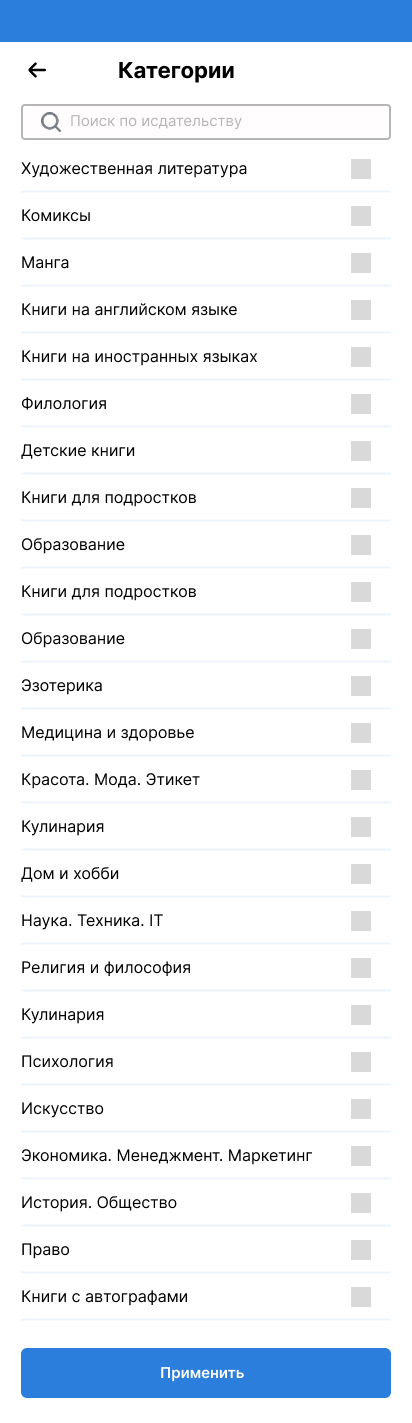 Категории
Поиск по исдательству
Художественная литература
Комиксы
Манга
Книги на английском языке
Книги на иностранных языках
Филология
Детские книги
Книги для подростков
Образование
Книги для подростков
Образование
Эзотерика
Медицина и здоровье
Красота. Мода. Этикет
Кулинария
Дом и хобби
Наука. Техника. IT
Религия и философия
Кулинария
Психология
Искусство
Экономика. Менеджмент. Маркетинг
История. Общество
Право
Книги с автографами
Применить